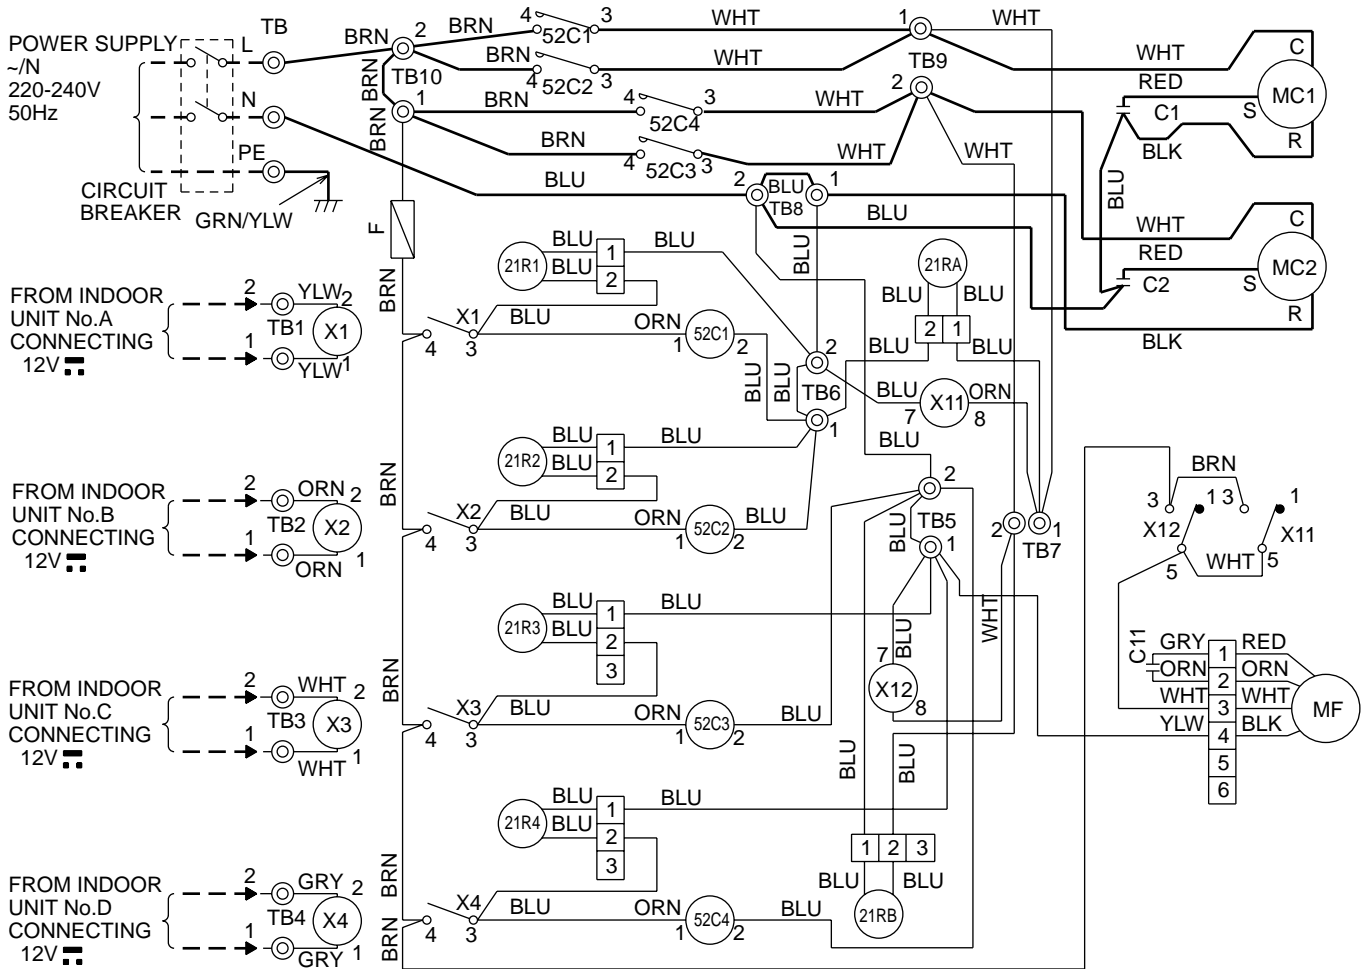 POWER SUPPLY
~/N
220-240V
50Hz
TB
L
N
PE
CIRCUIT
BREAKER
GRN/YLW
BRN
2
TB10
1
BRN
BRN
BRN
4
3
52C1
WHT
BRN
4
3
52C2
WHT
BRN
4
3
52C4
WHT
BRN
4
3
52C3
WHT
1
TB9
2
WHT
WHT
WHT
C
RED
MC1
S
C1
R
BLK
BLU
WHT
C
RED
MC2
S
C2
R
BLK
BLU
2
BLU
1
TB8
BLU
BLU
F
BRN
FROM INDOOR
UNIT No.A
CONNECTING
12V
2
YLW
2
TB1
X1
1
YLW
1
4
X1
3
BLU
21R1
BLU
1
BLU
BLU
2
ORN
1
52C1
2
BLU
BLU
2
TB6
1
21RA
BLU
BLU
2
1
BLU
BLU
BLU
X11
ORN
7
8
BLU
BRN
FROM INDOOR
UNIT No.B
CONNECTING
12V
2
ORN
2
TB2
X2
1
ORN
1
4
X2
3
BLU
21R2
BLU
1
BLU
BLU
2
ORN
1
52C2
2
BLU
2
TB5
1
BLU
2
1
TB7
WHT
BRN
3
1
3
1
X12
X11
5
WHT
5
BRN
FROM INDOOR
UNIT No.C
CONNECTING
12V
2
WHT
2
TB3
X3
1
WHT
1
4
X3
3
BLU
21R3
BLU
1
BLU
BLU
2
3
ORN
1
52C3
2
BLU
7
BLU
X12
8
BLU
BLU
C11
GRY
1
RED
ORN
2
ORN
WHT
3
WHT
YLW
4
BLK
5
6
MF
BRN
BRN
FROM INDOOR
UNIT No.D
CONNECTING
12V
2
GRY
2
TB4
X4
1
GRY
1
4
X4
3
BLU
21R4
BLU
1
BLU
BLU
2
3
ORN
1
52C4
2
BLU
1
2
3
BLU
BLU
21RB